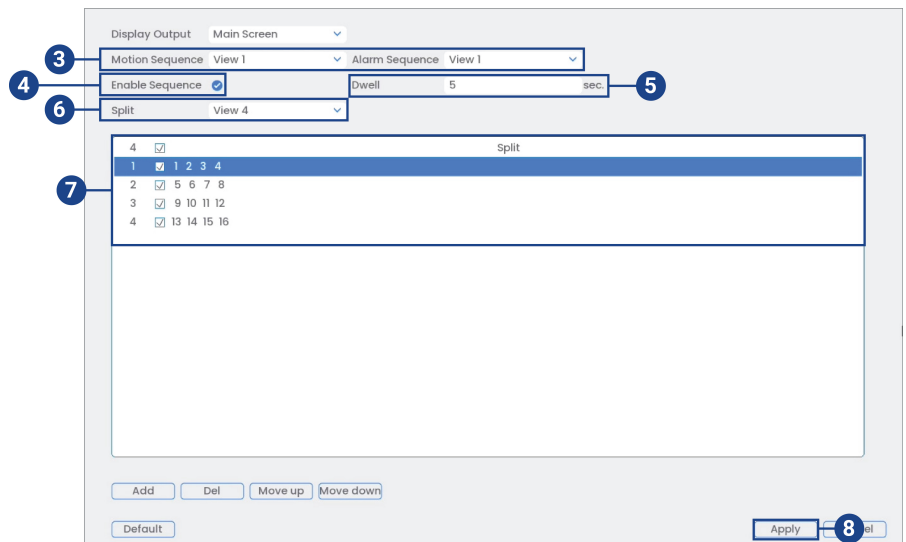 Display Output Main Screen
3 Motion Sequence View 1 Alarm Sequence View 1
4 Enable Sequence Dwell 5 sec. 5
6 Split View 4
4 Split
1 1 2 3 4
7 2 5 6 7 8
3 9 10 11 12
4 13 14 15 16
Add Del Move up Move down
Default Apply 8 el